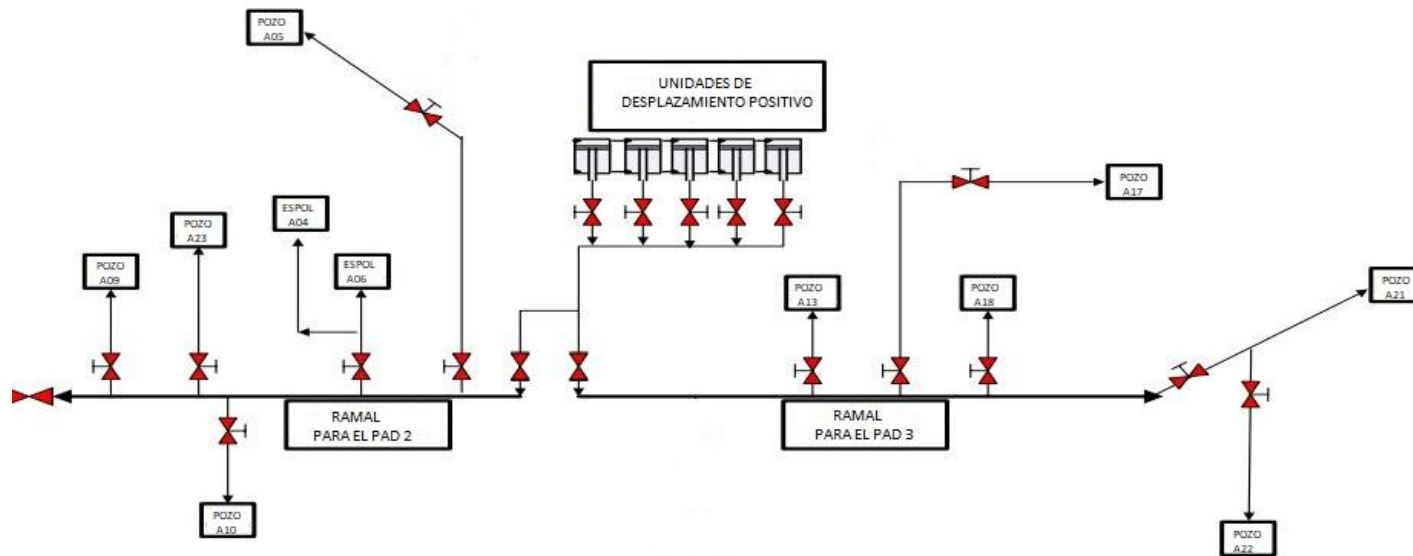 POZO
A05
UNIDADES DE
DESPLAZAMIENTO POSITIVO
POZO
A17
ESPOL
A04
POZO
A23
POZO
A09
ESPOL
A06
POZO
A13
POZO
A18
POZO
A21
RAMAL
PARA EL PAD 2
RAMAL
PARA EL PAD 3
POZO
A10
POZO
A22